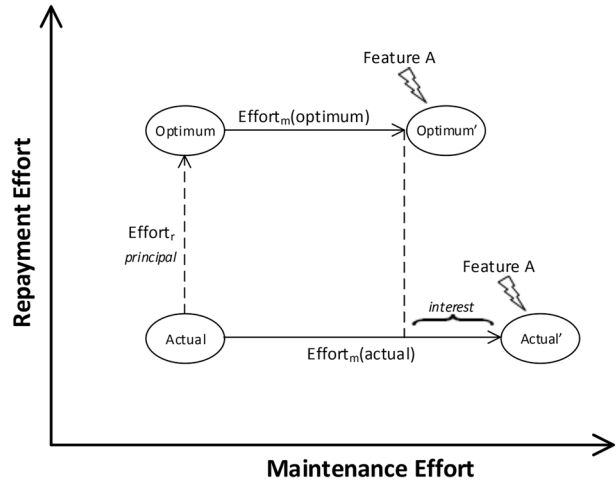 Feature A
Effortm(optimum)
Optimum
Optimum’
Repayment Effort
Effortr
principal
Feature A
interest
Actual
Actual’
Effortm(actual)
Maintenance Effort